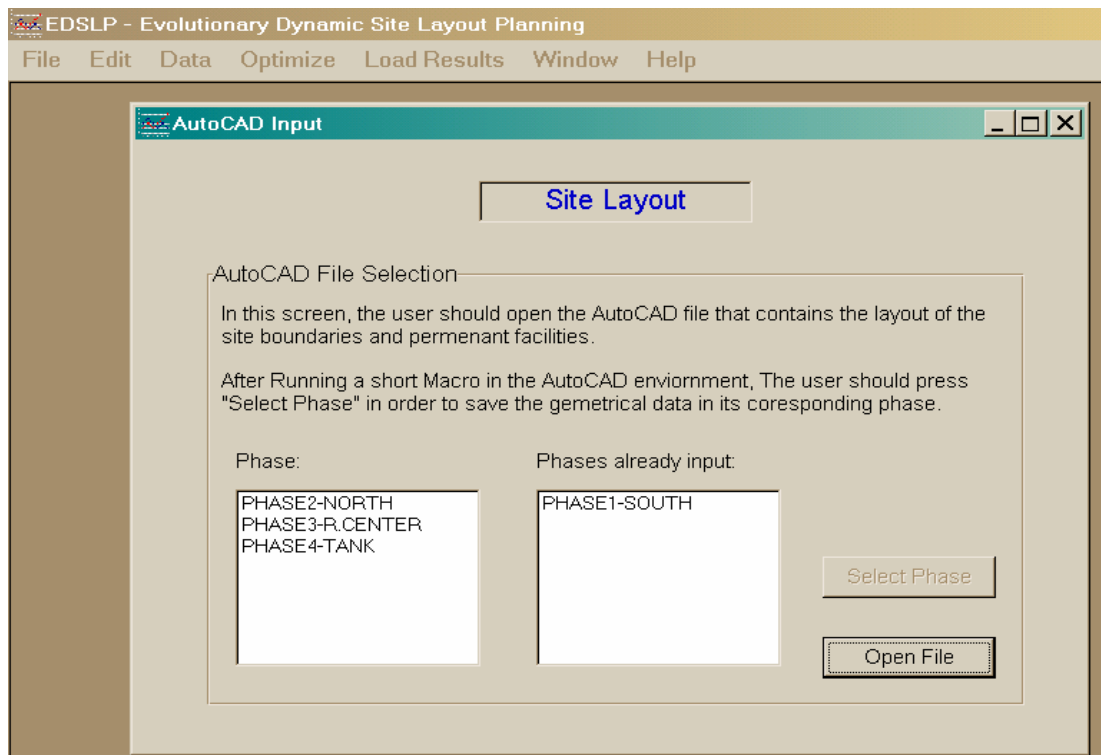 EDSLP - Evolutionary Dynamic Site Layout Planning
File Edit Data Optimize Load Results Window Help
AutoCAD Input
Site Layout
AutoCAD File Selection
In this screen, the user should open the AutoCAD file that contains the layout of the
site boundaries and permenant facilities.
After Running a short Macro in the AutoCAD enviornment, The user should press
"Select Phase" in order to save the gemetrical data in its coresponding phase.
Phase:
PHASE2-NORTH
PHASE3-R.CENTER
PHASE4-TANK
Phases already input:
PHASE1-SOUTH
Select Phase
Open File